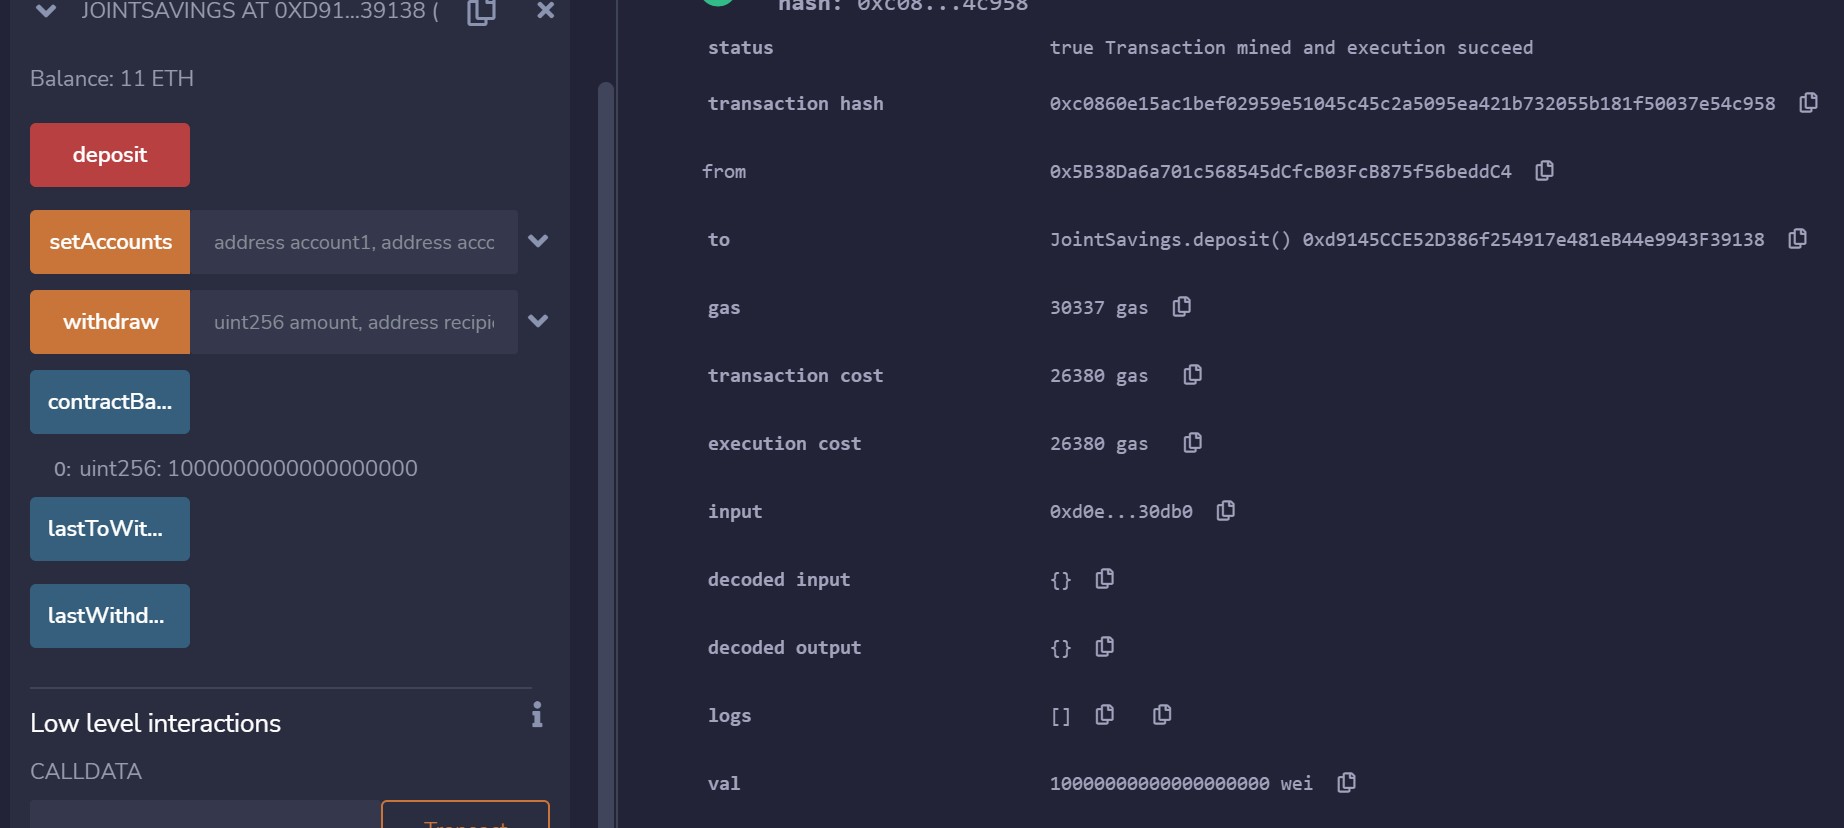 JOINTSAVINGS AT 0XD91...39138 (
Balance: 11 ETH
deposit
setAccounts address account1, address acco
withdraw uint256 amount, address recipie
contractBa...
0: uint256: 1000000000000000000
lastToWit...
lastWithd...
Low level interactions
CALLDATA
Transact
hash: 0xc08...4c958
status true Transaction mined and execution succeed
transaction hash 0xc0860e15ac1bef02959e51045c45c2a5095ea421b732055b181f50037e54c958
from 0x5B38Da6a701c568545dCfcB03FcB875f56beddC4
to JointSavings.deposit() 0xd9145CCE52D386f254917e481eB44e9943F39138
gas 30337 gas
transaction cost 26380 gas
execution cost 26380 gas
input 0xd0e...30db0
decoded input {}
decoded output {}
logs []
val 10000000000000000000 wei